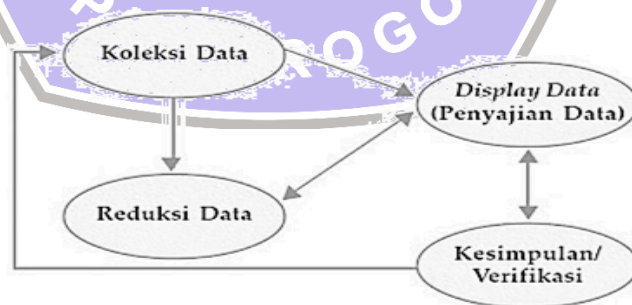 Koleksi Data
Display Data
(Penyajian Data)
Reduksi Data
Kesimpulan/
Verifikasi